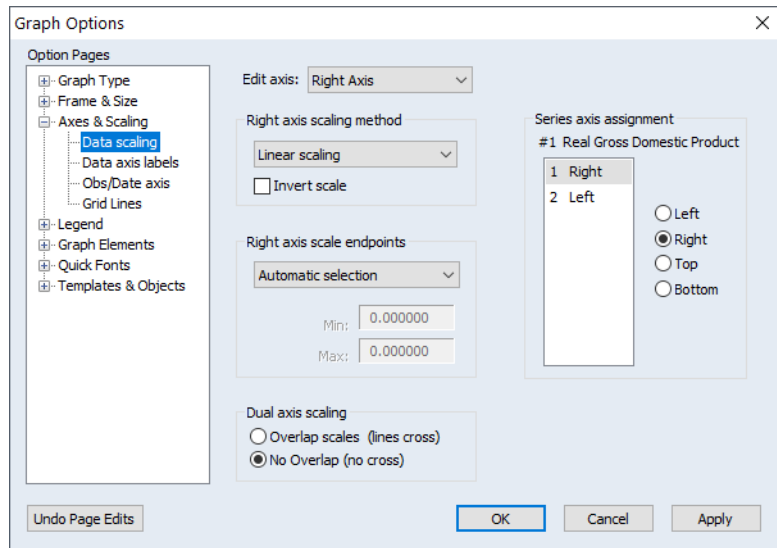 Graph Options
Option Pages
Graph Type
Frame & Size
Axes & Scaling
Data scaling
Data axis labels
Obs/Date axis
Grid Lines
Legend
Graph Elements
Quick Fonts
Templates & Objects
Edit axis: Right Axis
Right axis scaling method
Linear scaling
Invert scale
Right axis scale endpoints
Automatic selection
Min: 0.000000
Max: 0.000000
Dual axis scaling
Overlap scales (lines cross)
No Overlap (no cross)
Series axis assignment
#1 Real Gross Domestic Product
1 Right
2 Left
Left
Right
Top
Bottom
Undo Page Edits
OK
Cancel
Apply